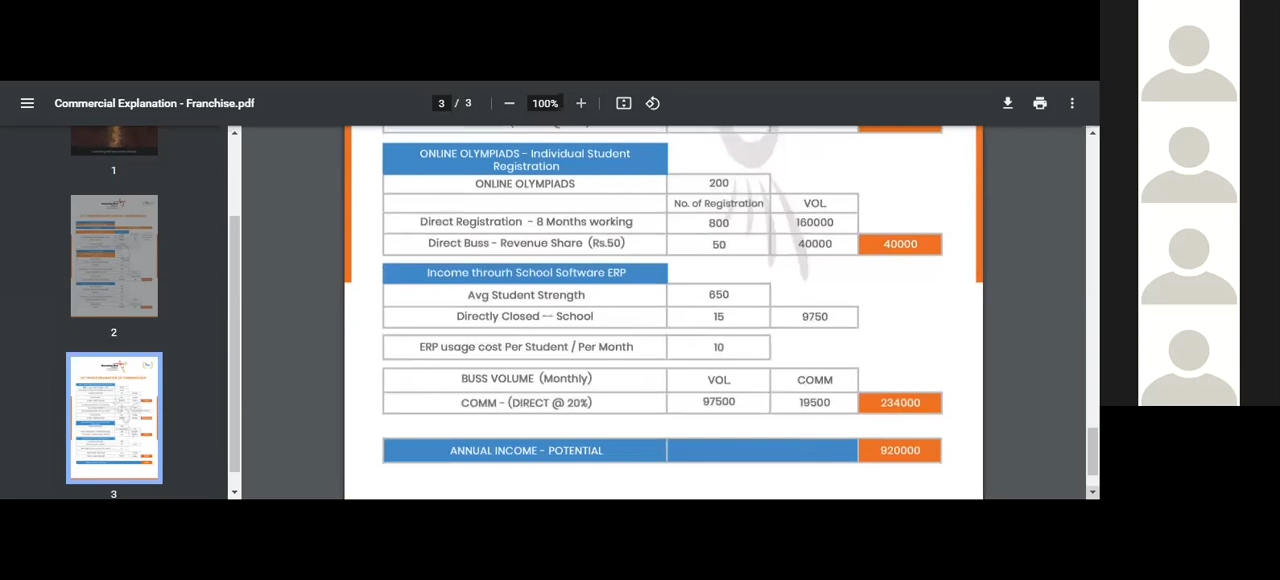 Commercial Explanation - Franchise.pdf
3 / 3
100%
1
2
3
ONLINE OLYMPIADS - Individual Student
Registration
ONLINE OLYMPIADS 200
No. of Registration VOL.
Direct Registration - 8 Months working 800 160000
Direct Buss - Revenue Share (Rs.50) 50 40000 40000
Income throurh School Software ERP
Avg Student Strength 650
Directly Closed -- School 15 9750
ERP usage cost Per Student / Per Month 10
BUSS VOLUME (Monthly) VOL. COMM
COMM - (DIRECT @ 20%) 97500 19500 234000
ANNUAL INCOME - POTENTIAL 920000